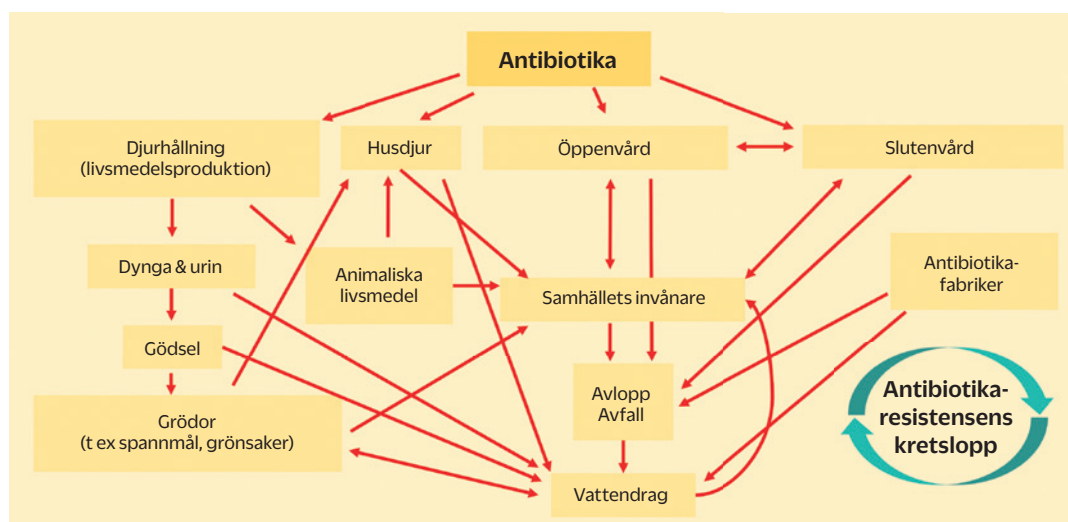 Antibiotika
Djurhållning
(livsmedelsproduktion)
Husdjur
Öppenvård
Slutenvård
Dynga & urin
Animaliska
livsmedel
Samhällets invånare
Antibiotika-
fabriker
Gödsel
Grödor
(t ex spannmål, grönsaker)
Avlopp
Avfall
Antibiotika-
resistensens
kretslopp
Vattendrag